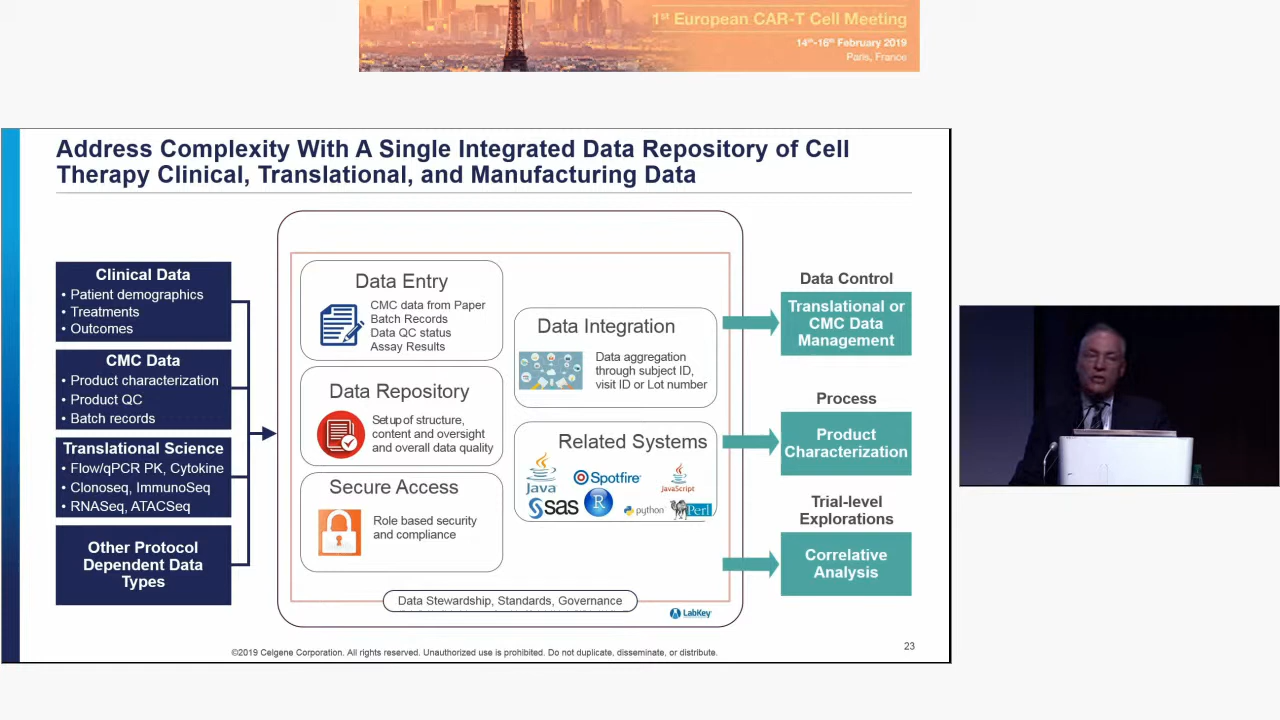 1st European CAR-T Cell Meeting
14th-16th February 2019
Paris, France
Address Complexity With A Single Integrated Data Repository of Cell
Therapy Clinical, Translational, and Manufacturing Data
Clinical Data
• Patient demographics
• Treatments
• Outcomes
CMC Data
• Product characterization
• Product QC
• Batch records
Translational Science
• Flow/qPCR PK, Cytokine
• Clonoseq, ImmunoSeq
• RNASeq, ATACSeq
Other Protocol
Dependent Data
Types
Data Entry
CMC data from Paper
Batch Records
Data QC status
Assay Results
Data Repository
Setup of structure,
content and oversight
and overall data quality
Secure Access
Role based security
and compliance
Data Integration
Data aggregation
through subject ID,
visit ID or Lot number
Related Systems
Java
Spotfire
JavaScript
sas
R
python
Perl
Data Stewardship, Standards, Governance
LabKey
Data Control
Translational or
CMC Data
Management
Process
Product
Characterization
Trial-level
Explorations
Correlative
Analysis
©2019 Celgene Corporation. All rights reserved. Unauthorized use is prohibited. Do not duplicate, disseminate, or distribute.
23